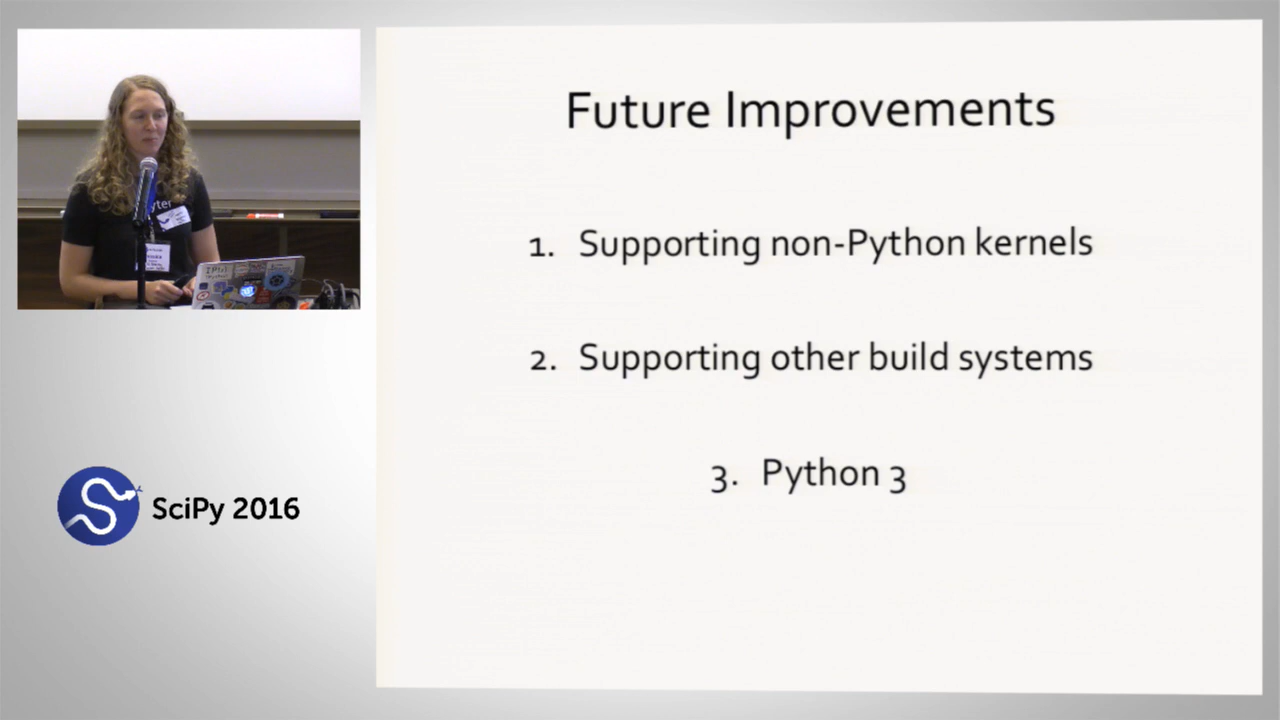 Future Improvements
1. Supporting non-Python kernels
2. Supporting other build systems
3. Python 3
SciPy 2016